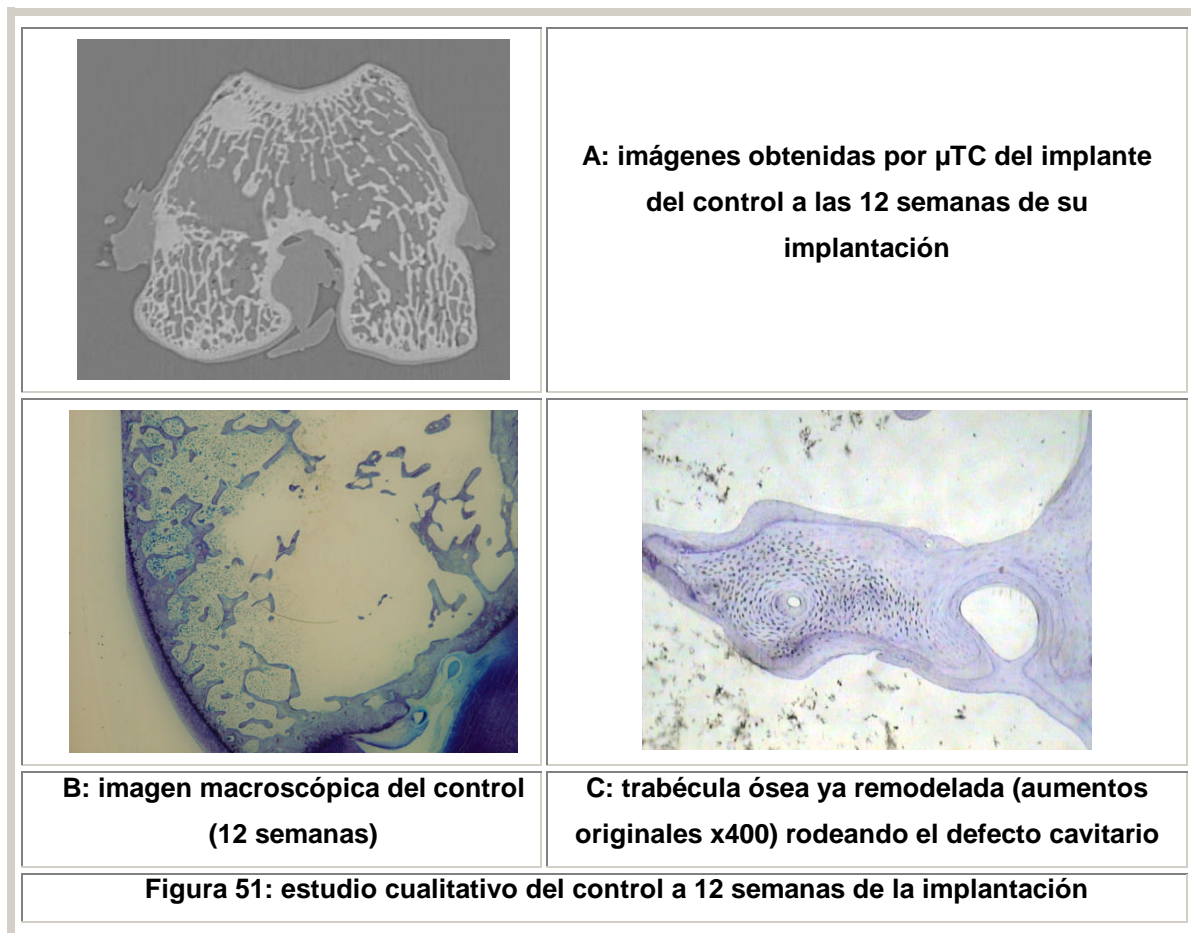 A: imágenes obtenidas por µTC del implante
del control a las 12 semanas de su
implantación
B: imagen macroscópica del control
(12 semanas)
C: trabécula ósea ya remodelada (aumentos
originales x400) rodeando el defecto cavitario
Figura 51: estudio cualitativo del control a 12 semanas de la implantación